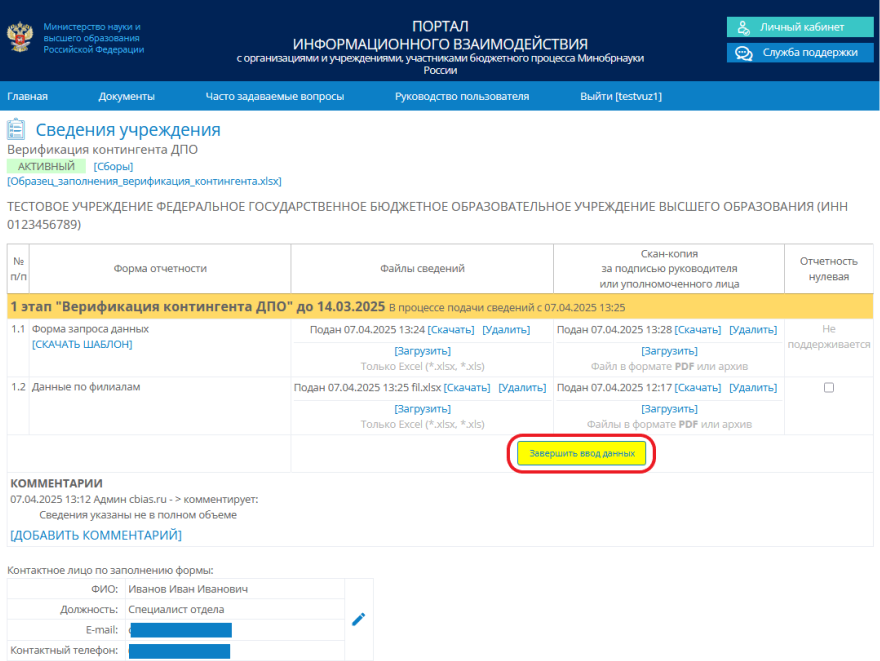 Министерство науки и
высшего образования
Российской Федерации
ПОРТАЛ
ИНФОРМАЦИОННОГО ВЗАИМОДЕЙСТВИЯ
с организациями и учреждениями, участниками бюджетного процесса Минобрнауки
России
Личный кабинет
Служба поддержки
Главная Документы Часто задаваемые вопросы Руководство пользователя Выйти [testvuz1]
Сведения учреждения
Верификация контингента ДПО
АКТИВНЫЙ [Сборы]
[Образец_заполнения_верификация_контингента.xlsx]
ТЕСТОВОЕ УЧРЕЖДЕНИЕ ФЕДЕРАЛЬНОЕ ГОСУДАРСТВЕННОЕ БЮДЖЕТНОЕ ОБРАЗОВАТЕЛЬНОЕ УЧРЕЖДЕНИЕ ВЫСШЕГО ОБРАЗОВАНИЯ (ИНН
0123456789)
№
п/п
Форма отчетности
Файлы сведений
Скан-копия
за подписью руководителя
или уполномоченного лица
Отчетность
нулевая
1 этап "Верификация контингента ДПО" до 14.03.2025 В процессе подачи сведений с 07.04.2025 13:25
1.1 Форма запроса данных
[СКАЧАТЬ ШАБЛОН]
Подан 07.04.2025 13:24 [Скачать] [Удалить]
[Загрузить]
Только Excel (*.xlsx, *.xls)
Подан 07.04.2025 13:28 [Скачать] [Удалить]
[Загрузить]
Файл в формате PDF или архив
Не
поддерживается
1.2 Данные по филиалам
Подан 07.04.2025 13:25 fil.xlsx [Скачать] [Удалить]
[Загрузить]
Только Excel (*.xlsx, *.xls)
Подан 07.04.2025 12:17 [Скачать] [Удалить]
[Загрузить]
Файлы в формате PDF или архив
Завершить ввод данных
КОММЕНТАРИИ
07.04.2025 13:12 Админ cbias.ru - > комментирует:
Сведения указаны не в полном объеме
[ДОБАВИТЬ КОММЕНТАРИЙ]
Контактное лицо по заполнению формы:
ФИО: Иванов Иван Иванович
Должность: Специалист отдела
E-mail:
Контактный телефон: